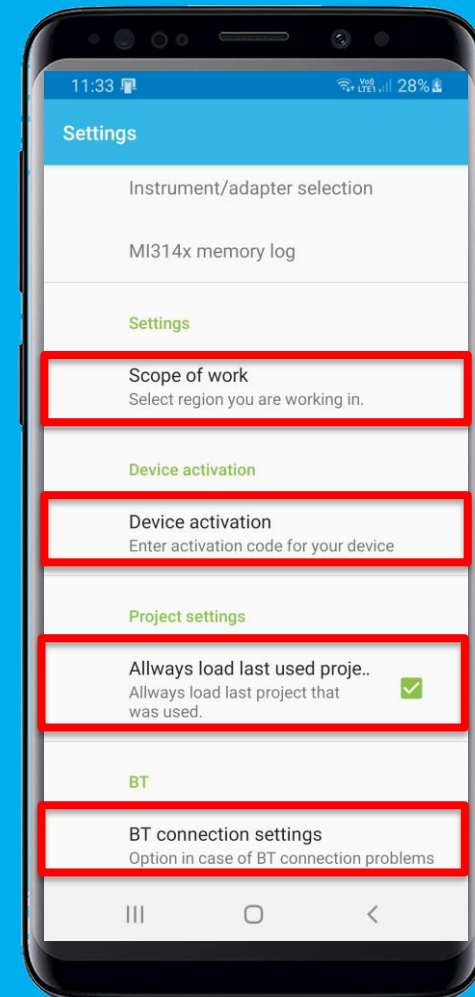 11:33 28%
Settings
Instrument/adapter selection
MI314x memory log
Settings
Scope of work
Select region you are working in.
Device activation
Device activation
Enter activation code for your device
Project settings
Allways load last used proje..
Allways load last project that
was used.
BT
BT connection settings
Option in case of BT connection problems